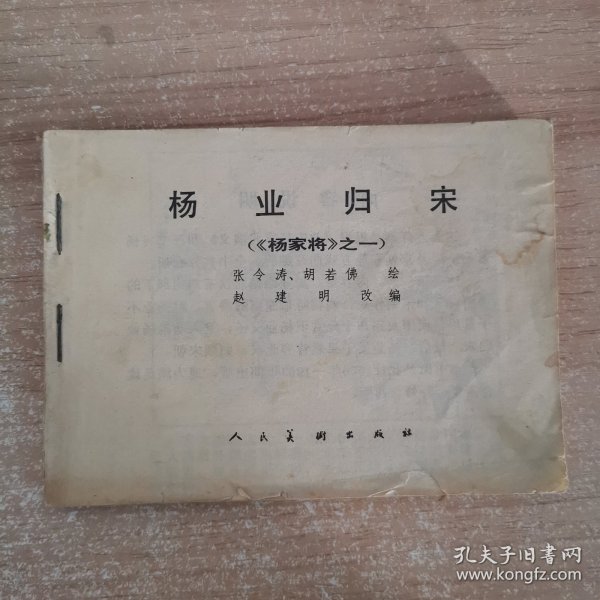 杨业归宋
(《杨家将》之一)
张令涛、胡若佛 绘
赵建明 改编
人民美术出版社
孔夫子旧书网
www.kongfz.com